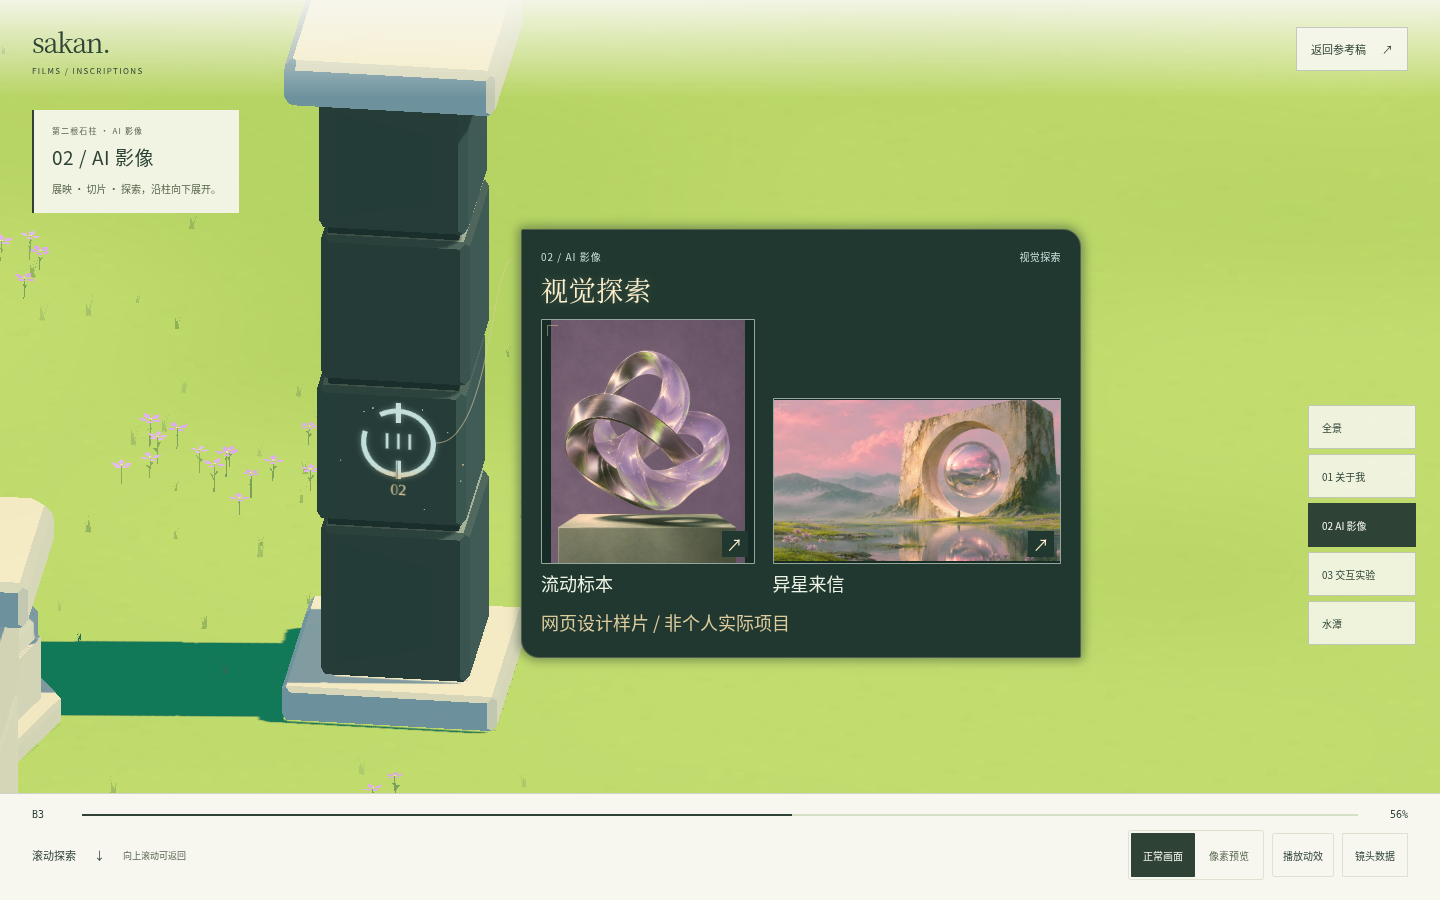 sakan.
FILMS / INSCRIPTIONS
返回参考稿 ↗
第二根石柱 · AI 影像
02 / AI 影像
展映 · 切片 · 探索，沿柱向下展开。
02 / AI 影像
视觉探索
视觉探索
02
流动标本
异星来信
网页设计样片 / 非个人实际项目
全景
01 关于我
02 AI 影像
03 交互实验
水潭
B3
56%
滚动探索 ↓ 向上滚动可返回
正常画面
像素预览
播放动效
镜头数据